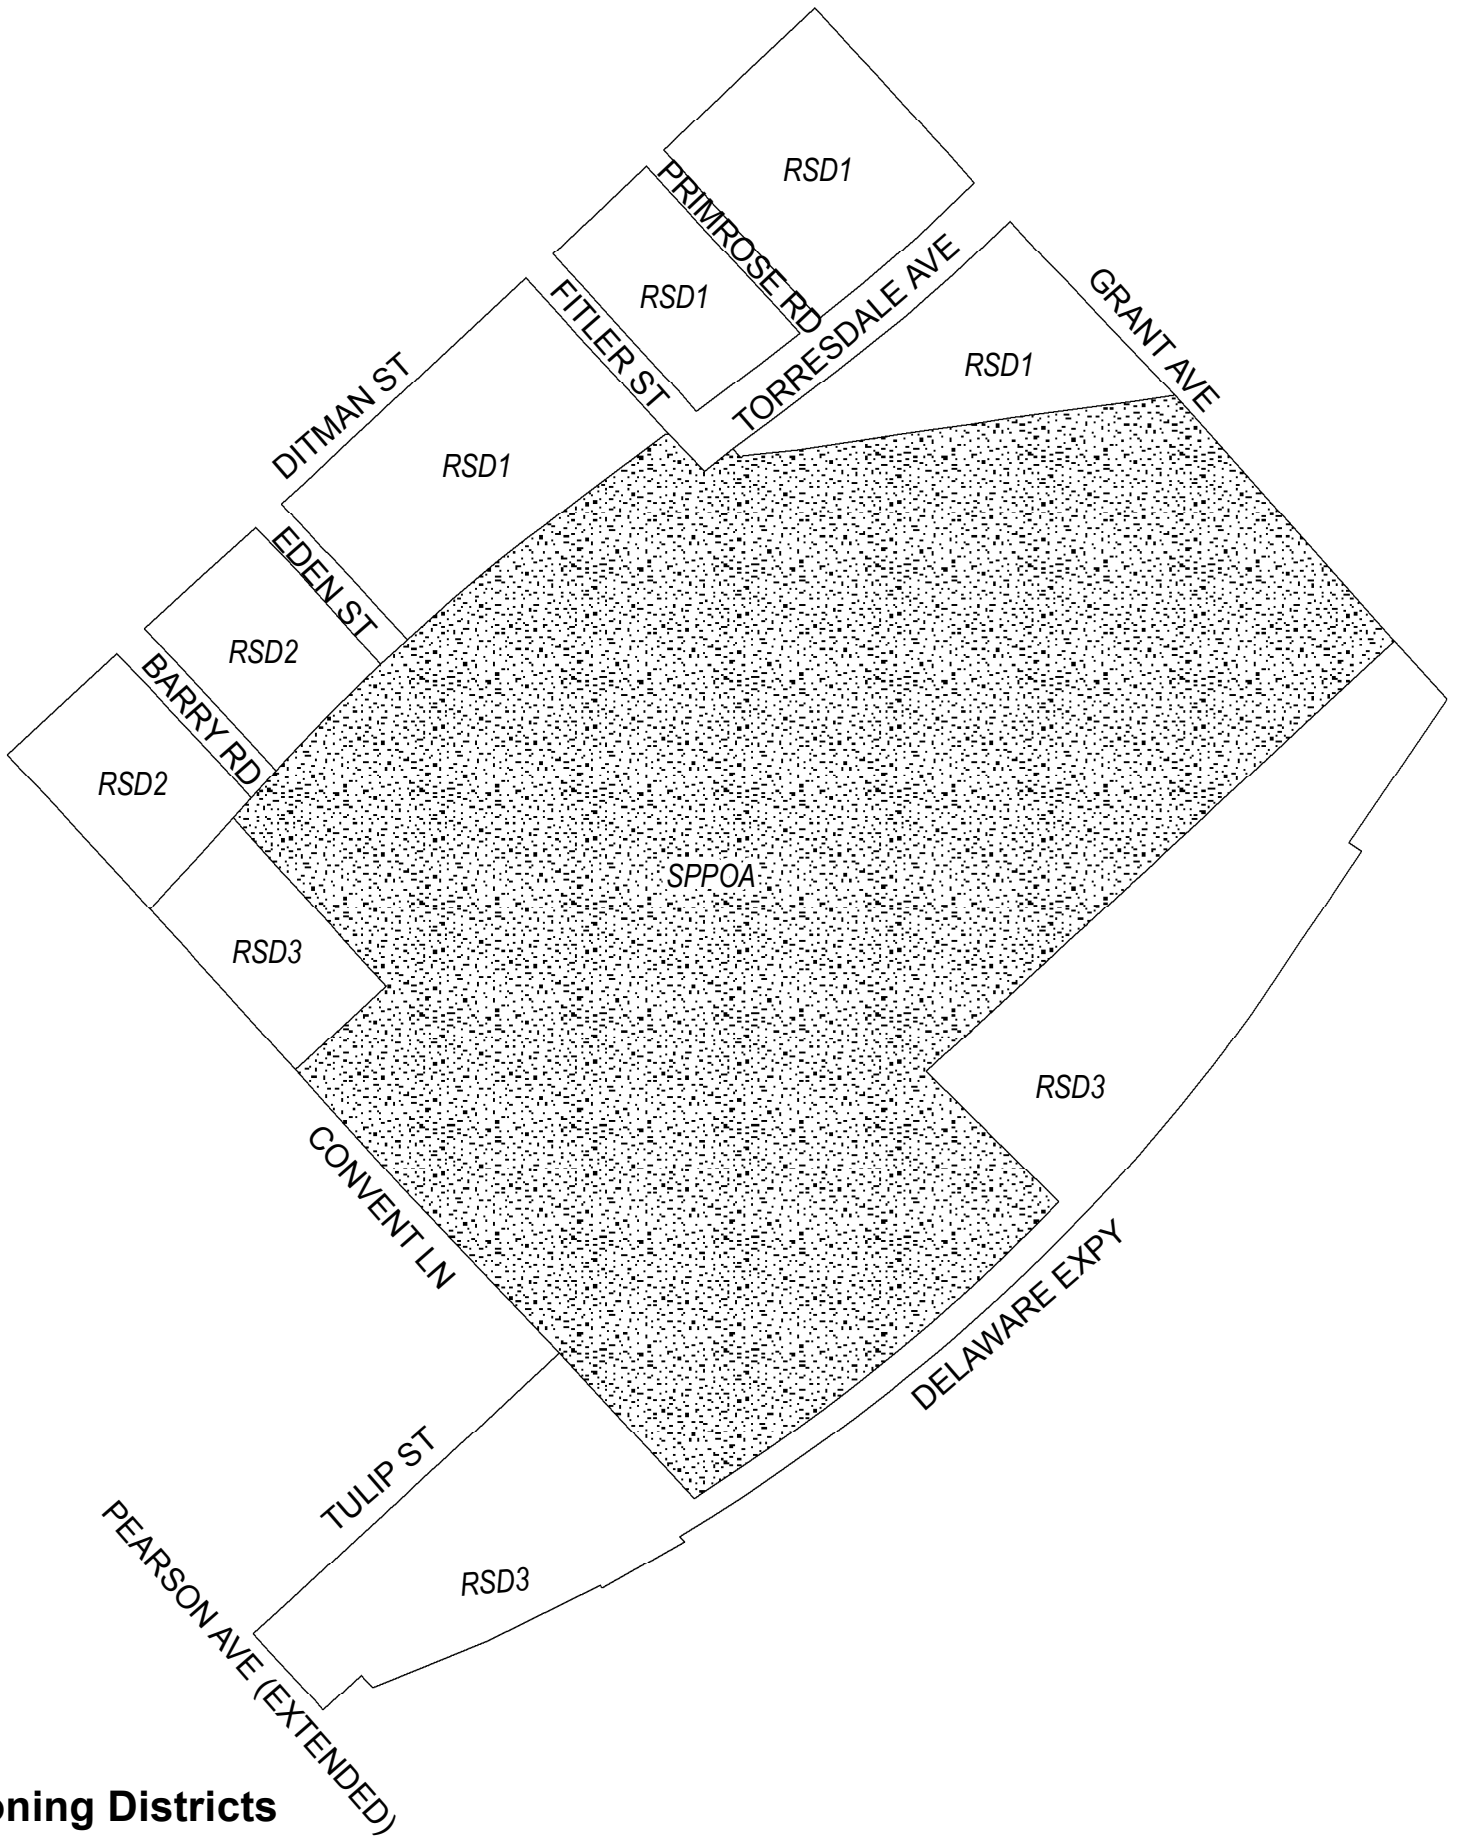 RSD1
PRIMROSE RD
RSD1
FITLER ST
TORRESDALE AVE
GRANT AVE
RSD1
DITMAN ST
RSD1
EDEN ST
RSD2
BARRY RD
RSD2
SPPOA
RSD3
RSD3
CONVENT LN
DELAWARE EXPY
TULIP ST
RSD3
PEARSON AVE (EXTENDED)
oning Districts